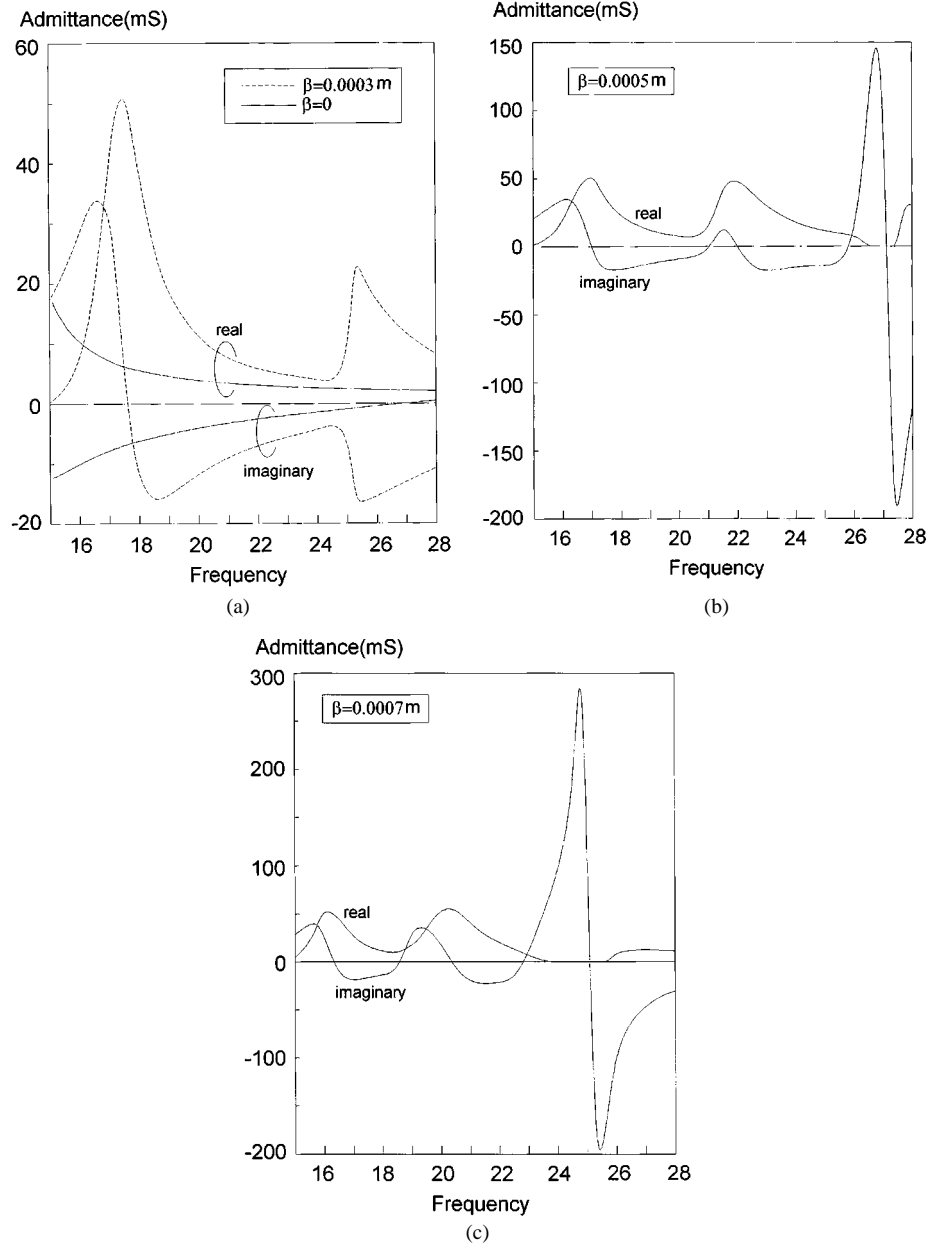 Admittance(mS)
60
40
20
0
-20
β=0.0003 m
β=0
real
imaginary
16 18 20 22 24 26 28
Frequency
(a)
Admittance(mS)
150
100
50
0
-50
-100
-150
-200
β=0.0005 m
real
imaginary
16 18 20 22 24 26 28
Frequency
(b)
Admittance(mS)
300
200
100
0
-100
-200
β=0.0007 m
real
imaginary
16 18 20 22 24 26 28
Frequency
(c)